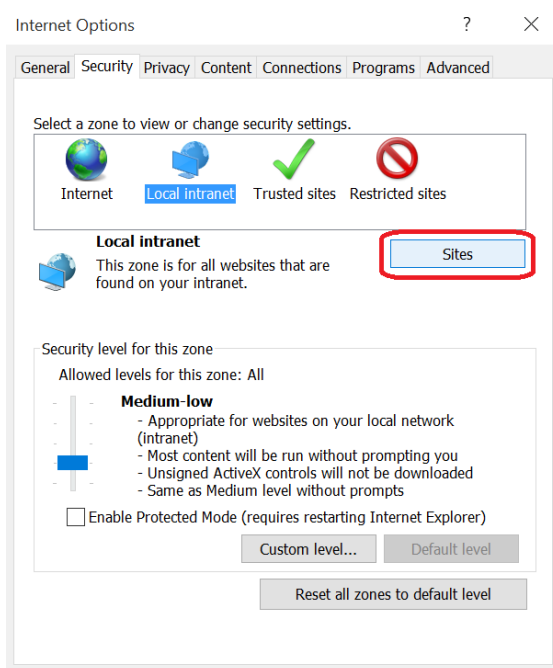 Internet Options ?
General Security Privacy Content Connections Programs Advanced
Select a zone to view or change security settings.
Internet Local intranet Trusted sites Restricted sites
Local intranet
Sites
This zone is for all websites that are
found on your intranet.
Security level for this zone
Allowed levels for this zone: All
Medium-low
- Appropriate for websites on your local network
(intranet)
- Most content will be run without prompting you
- Unsigned ActiveX controls will not be downloaded
- Same as Medium level without prompts
Enable Protected Mode (requires restarting Internet Explorer)
Custom level... Default level
Reset all zones to default level